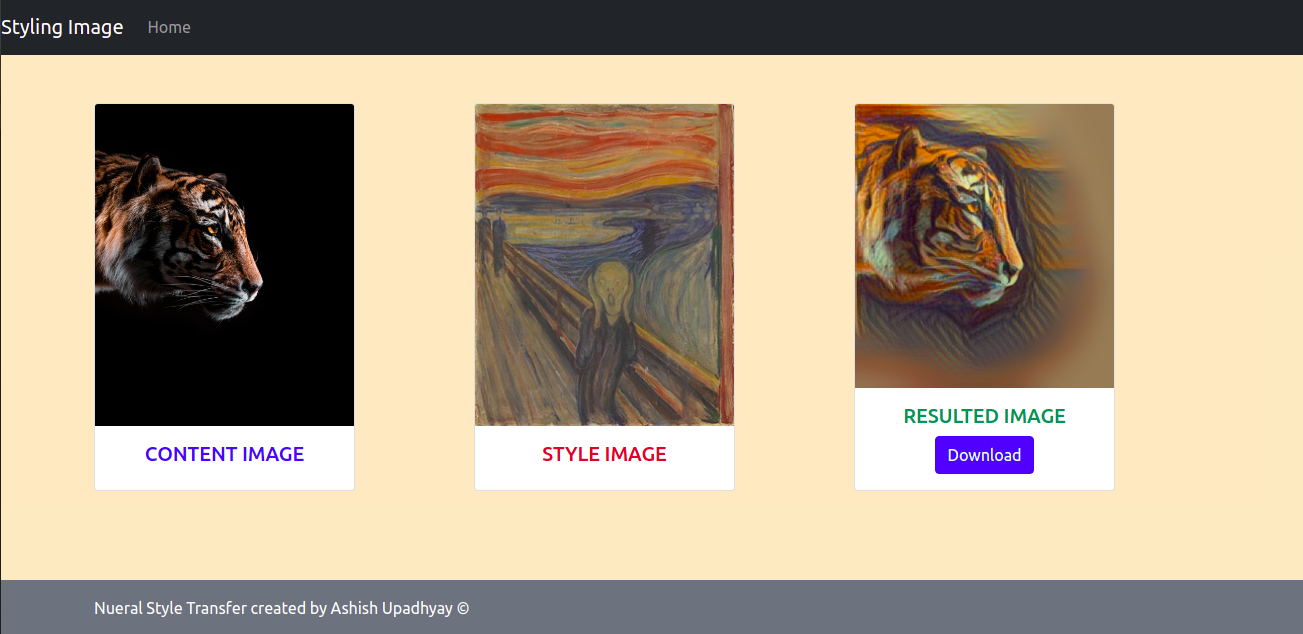 Styling Image Home
CONTENT IMAGE
STYLE IMAGE
RESULTED IMAGE
Download
Nueral Style Transfer created by Ashish Upadhyay ©